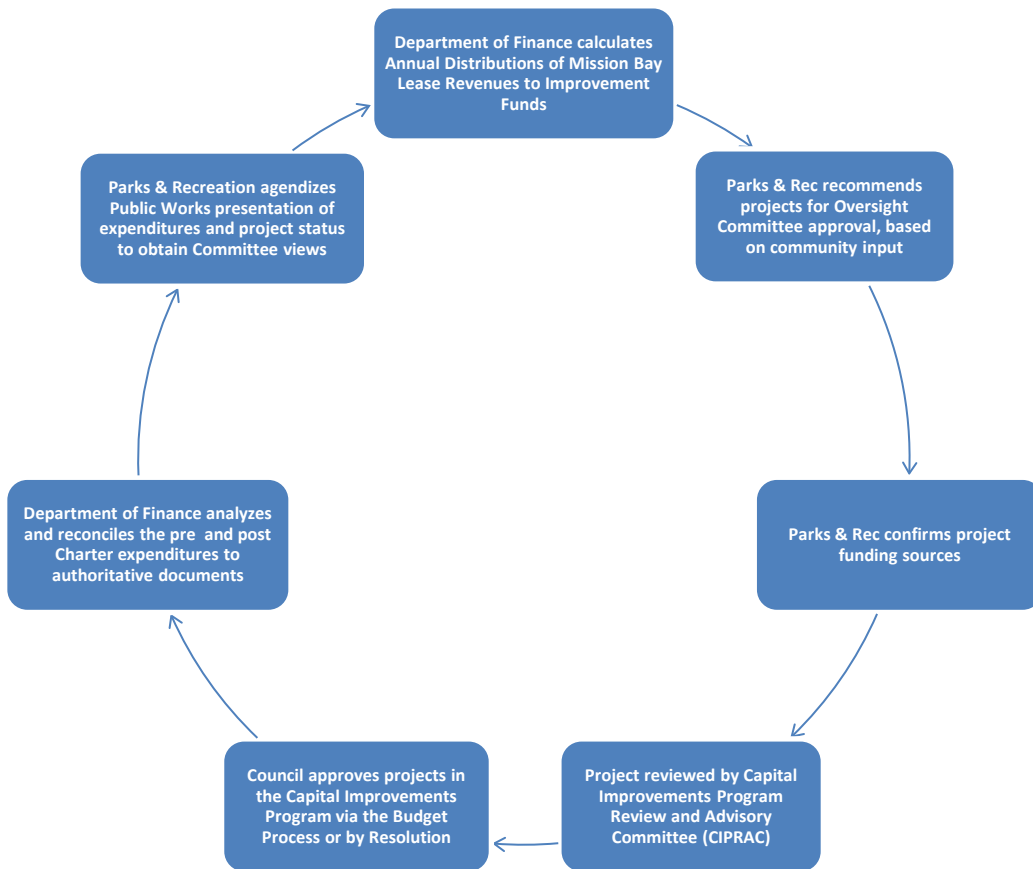 Department of Finance calculates
Annual Distributions of Mission Bay
Lease Revenues to Improvement
Funds
Parks & Rec recommends
projects for Oversight
Committee approval, based
on community input
Parks & Rec confirms project
funding sources
Project reviewed by Capital
Improvements Program
Review and Advisory
Committee (CIPRAC)
Council approves projects in
the Capital Improvements
Program via the Budget
Process or by Resolution
Department of Finance analyzes
and reconciles the pre and post
Charter expenditures to
authoritative documents
Parks & Recreation agendizes
Public Works presentation of
expenditures and project status
to obtain Committee views